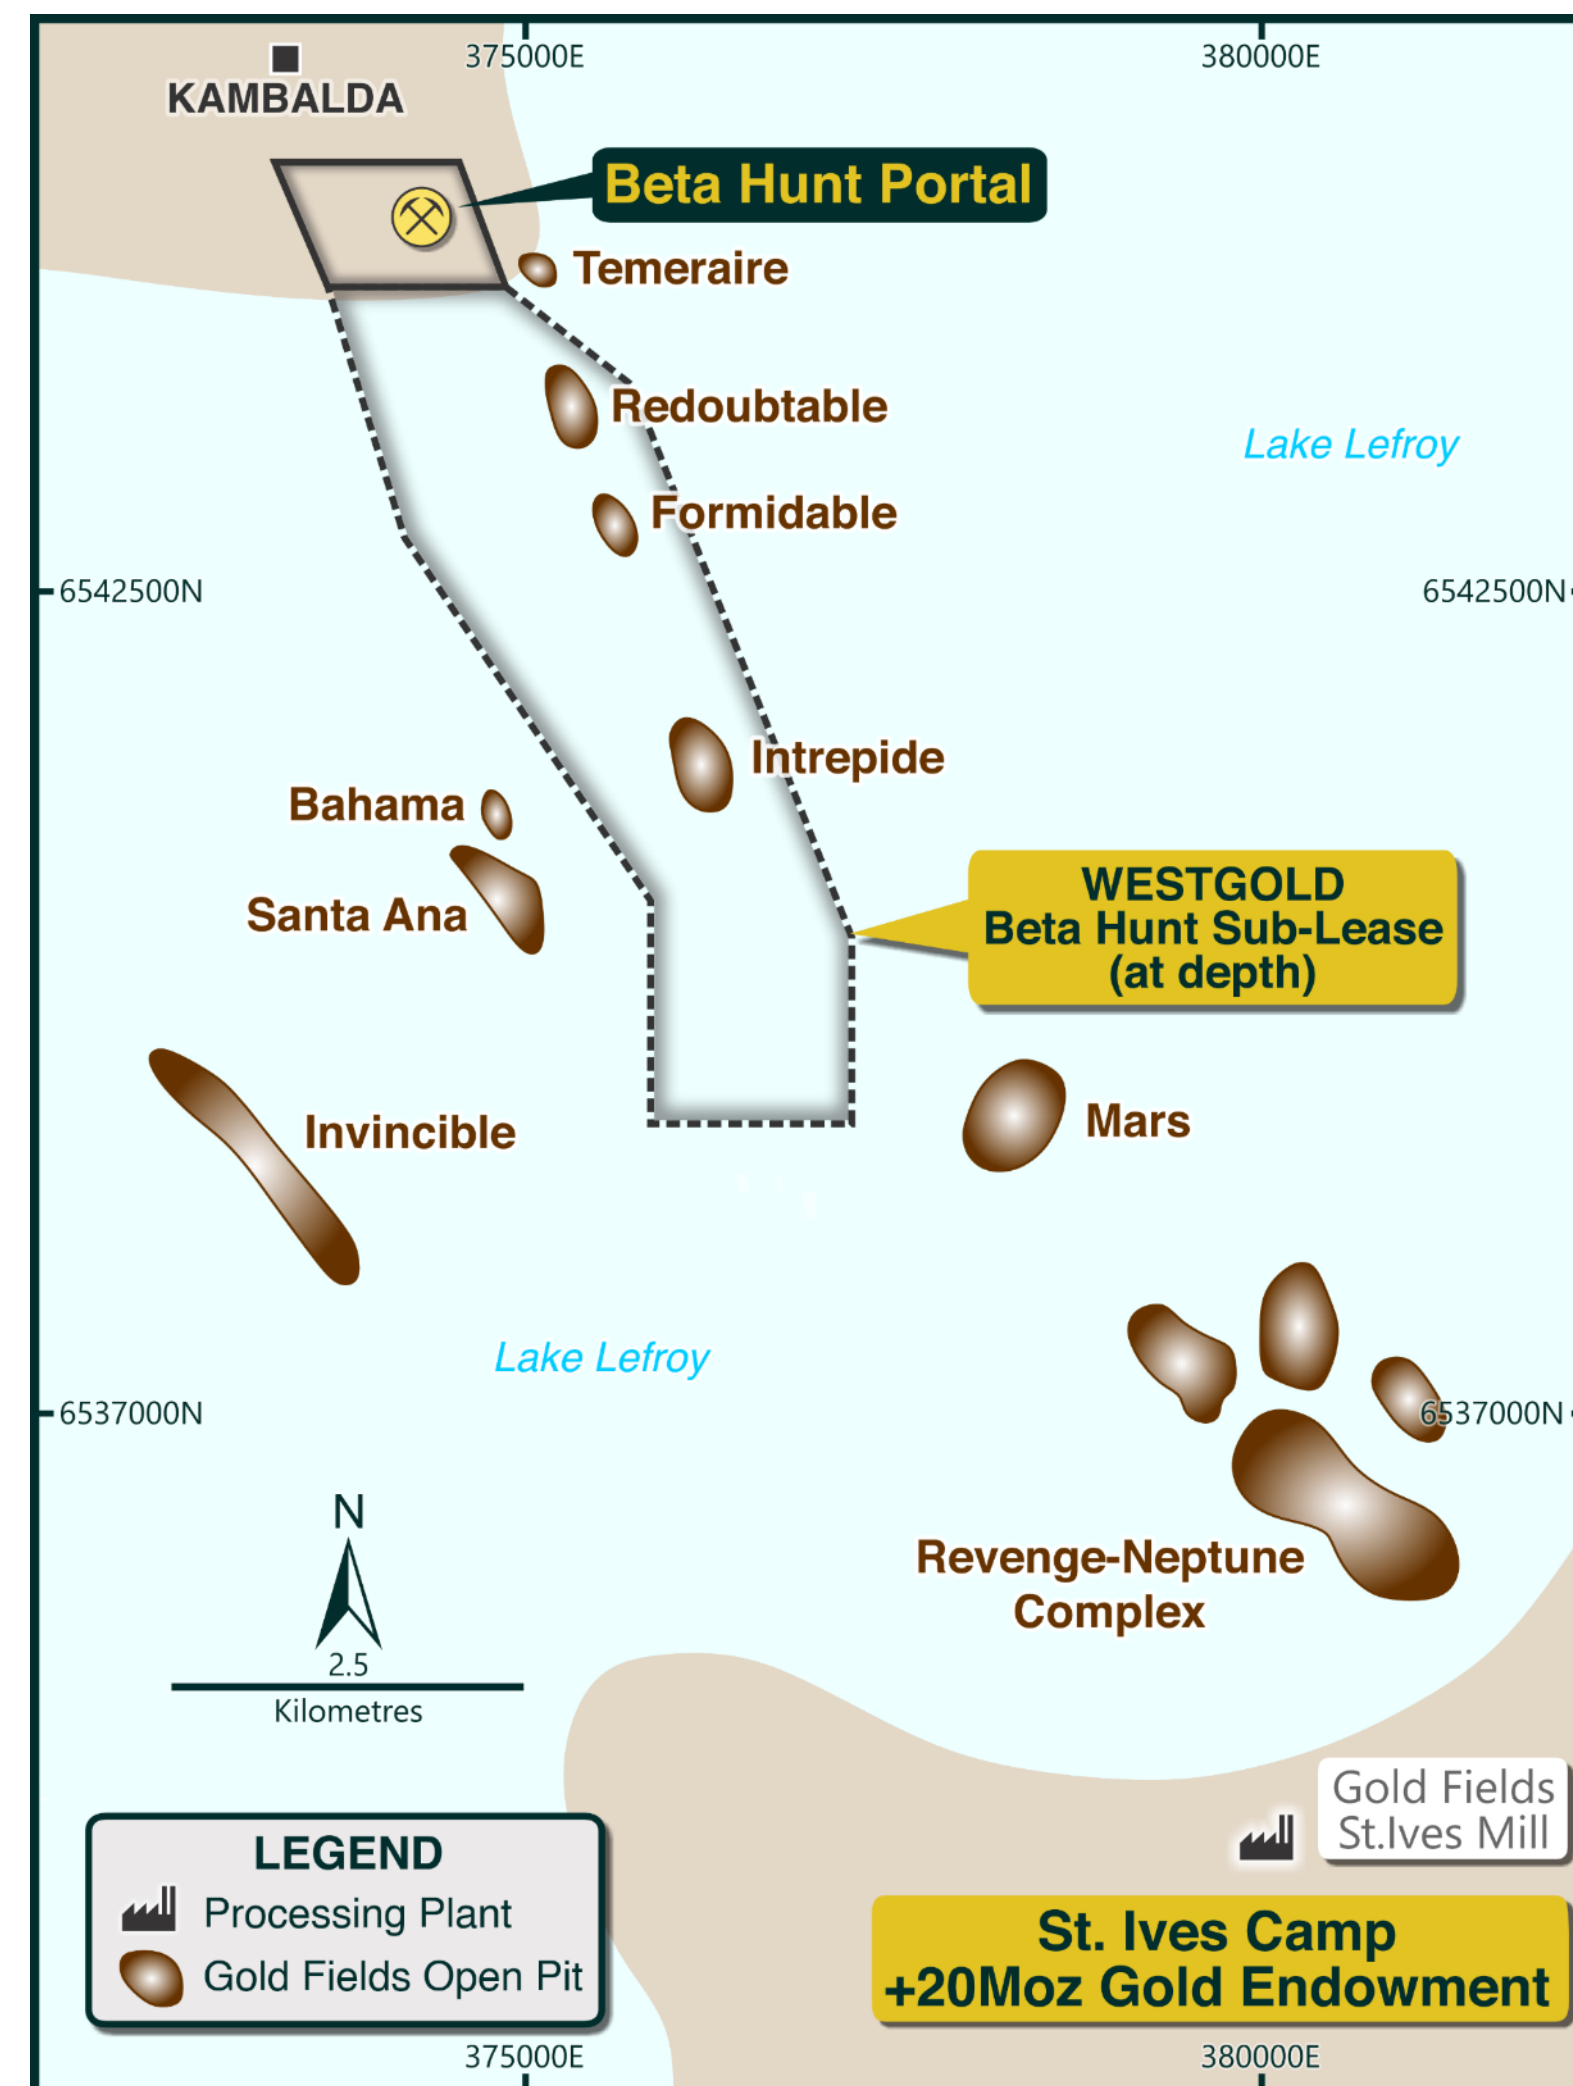 375000E
380000E
KAMBALDA
Beta Hunt Portal
Temeraire
Redoubtable
Lake Lefroy
Formidable
6542500N
6542500N
Intrepide
Bahama
Santa Ana
WESTGOLD
Beta Hunt Sub-Lease
(at depth)
Invincible
Mars
Lake Lefroy
6537000N
6537000N
N
2.5
Kilometres
Revenge-Neptune
Complex
Gold Fields
St.Ives Mill
LEGEND
Processing Plant
Gold Fields Open Pit
St. Ives Camp
+20Moz Gold Endowment
375000E
380000E